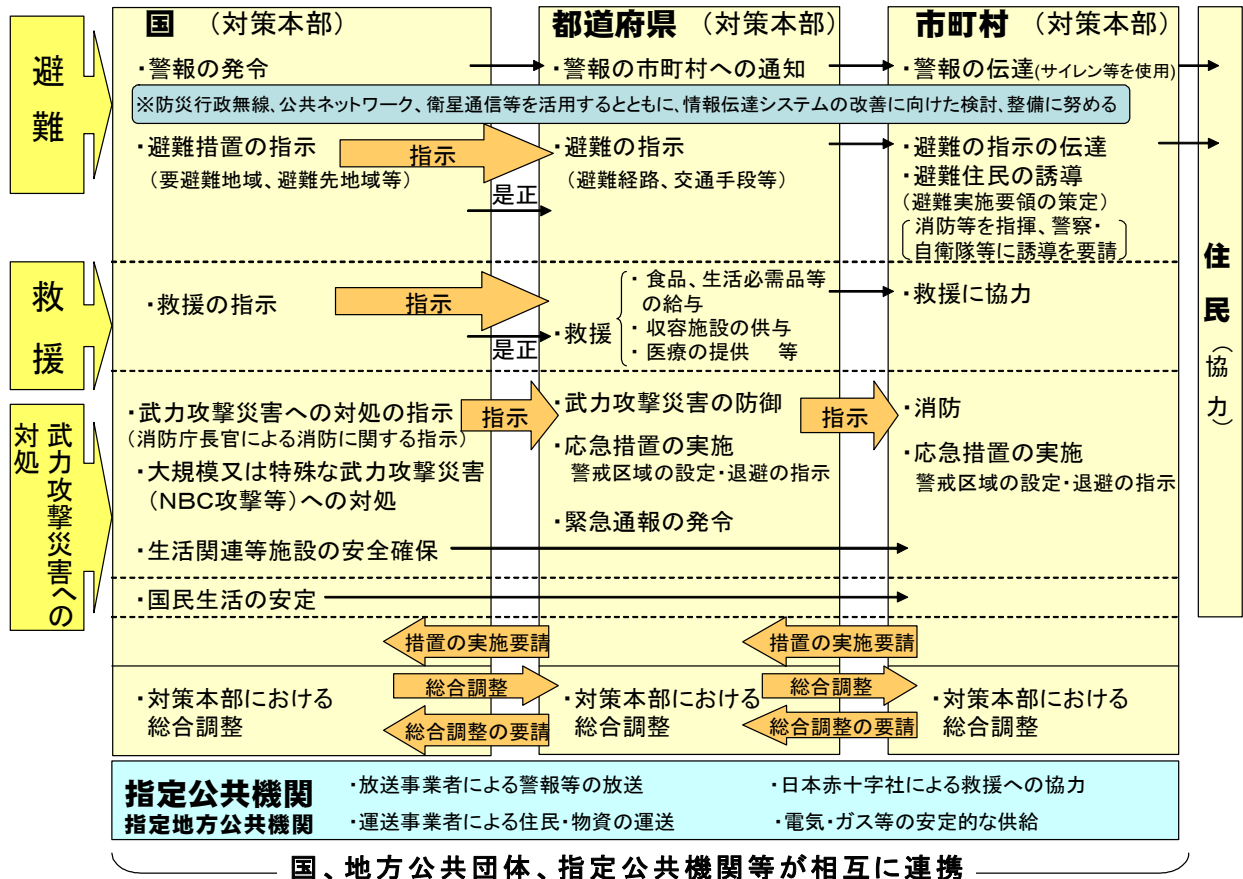 国 (対策本部)
都道府県 (対策本部)
市町村 (対策本部)
避難
・警報の発令
・警報の市町村への通知
・警報の伝達(サイレン等を使用)
※防災行政無線、公共ネットワーク、衛星通信等を活用するとともに、情報伝達システムの改善に向けた検討、整備に努める
・避難措置の指示
(要避難地域、避難先地域等)
指示
是正
・避難の指示
(避難経路、交通手段等)
・避難の指示の伝達
・避難住民の誘導
(避難実施要領の策定)
消防等を指揮、警察・
自衛隊等に誘導を要請
救援
・救援の指示
指示
是正
・救援
・食品、生活必需品等
の給与
・収容施設の供与
・医療の提供 等
・救援に協力
武力攻撃災害への
対処
・武力攻撃災害への対処の指示
(消防庁長官による消防に関する指示)
・大規模又は特殊な武力攻撃災害
(NBC攻撃等)への対処
・生活関連等施設の安全確保
指示
・武力攻撃災害の防御
・応急措置の実施
警戒区域の設定・退避の指示
・緊急通報の発令
指示
・消防
・応急措置の実施
警戒区域の設定・退避の指示
・国民生活の安定
措置の実施要請
措置の実施要請
・対策本部における
総合調整
総合調整
総合調整の要請
・対策本部における
総合調整
総合調整
総合調整の要請
・対策本部における
総合調整
住民(協力)
指定公共機関
指定地方公共機関
・放送事業者による警報等の放送
・日本赤十字社による救援への協力
・運送事業者による住民・物資の運送
・電気・ガス等の安定的な供給
国、地方公共団体、指定公共機関等が相互に連携